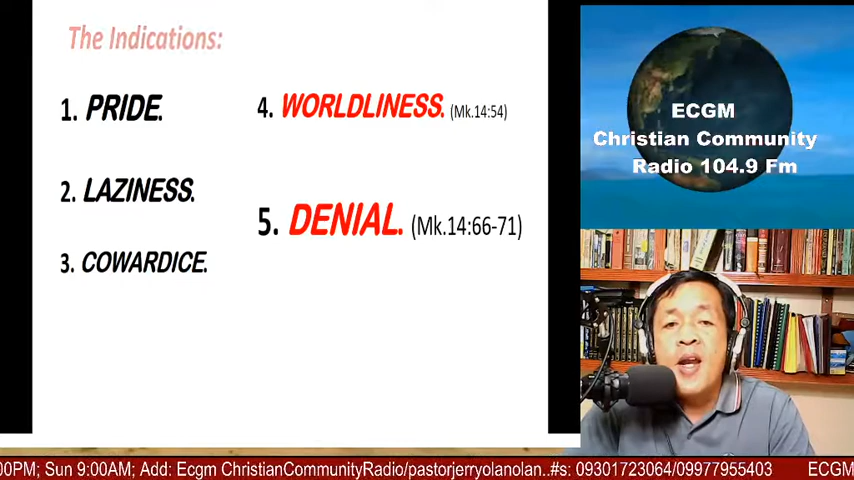 The Indications:
1. PRIDE.
2. LAZINESS.
3. COWARDICE.
4. WORLDLINESS. (Mk.14:54)
5. DENIAL. (Mk.14:66-71)
ECGM
Christian Community
Radio 104.9 Fm
00PM; Sun 9:00AM; Add: Ecgm ChristianCommunityRadio/pastorjerryolanolan..#s: 09301723064/09977955403 ECGM